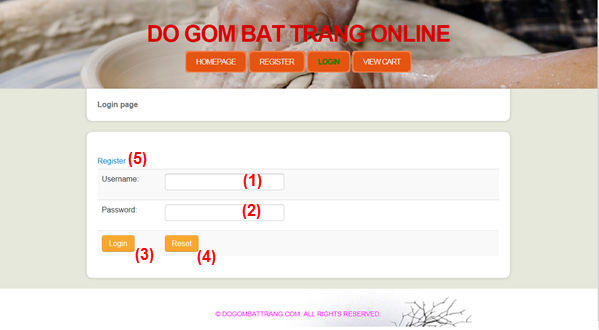 DO GOM BAT TRANG ONLINE
HOMEPAGE REGISTER LOGIN VIEW CART
Login page
Register (5)
Username: (1)
Password: (2)
Login (3) Reset (4)
© DOGOMBATTRANG.COM. ALL RIGHTS RESERVED.